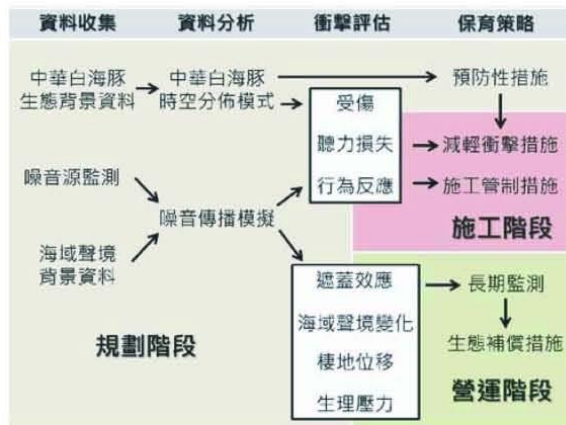 資料收集 資料分析 衝擊評估 保育策略
中華白海豚
生態背景資料
中華白海豚
時空分佈模式
預防性措施
受傷
聽力損失
行為反應
減輕衝擊措施
施工管制措施
施工階段
噪音源監測
噪音傳播模擬
海域聲境
背景資料
規劃階段
遮蓋效應
海域聲境變化
棲地位移
生理壓力
長期監測
生態補償措施
營運階段